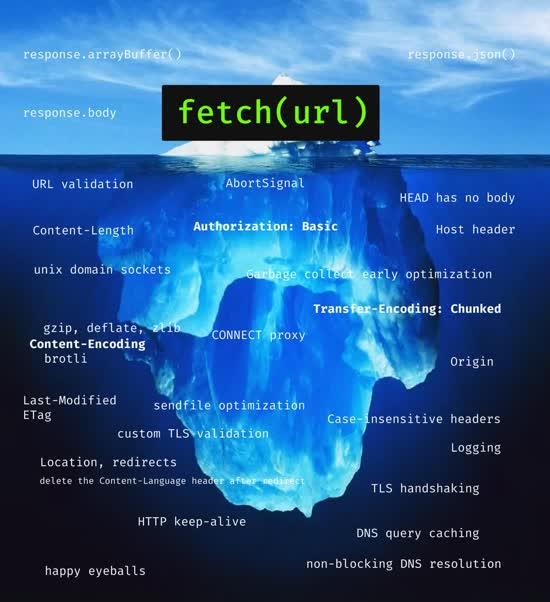 response.arrayBuffer()
response.json()
response.body
fetch(url)
URL validation
AbortSignal
HEAD has no body
Content-Length
Authorization: Basic
Host header
unix domain sockets
Garbage collect early optimization
Transfer-Encoding: Chunked
gzip, deflate, zlib
CONNECT proxy
Content-Encoding
brotli
Origin
Last-Modified
ETag
sendfile optimization
Case-insensitive headers
custom TLS validation
Logging
Location, redirects
delete the Content-Language header after redirect
TLS handshaking
HTTP keep-alive
DNS query caching
non-blocking DNS resolution
happy eyeballs